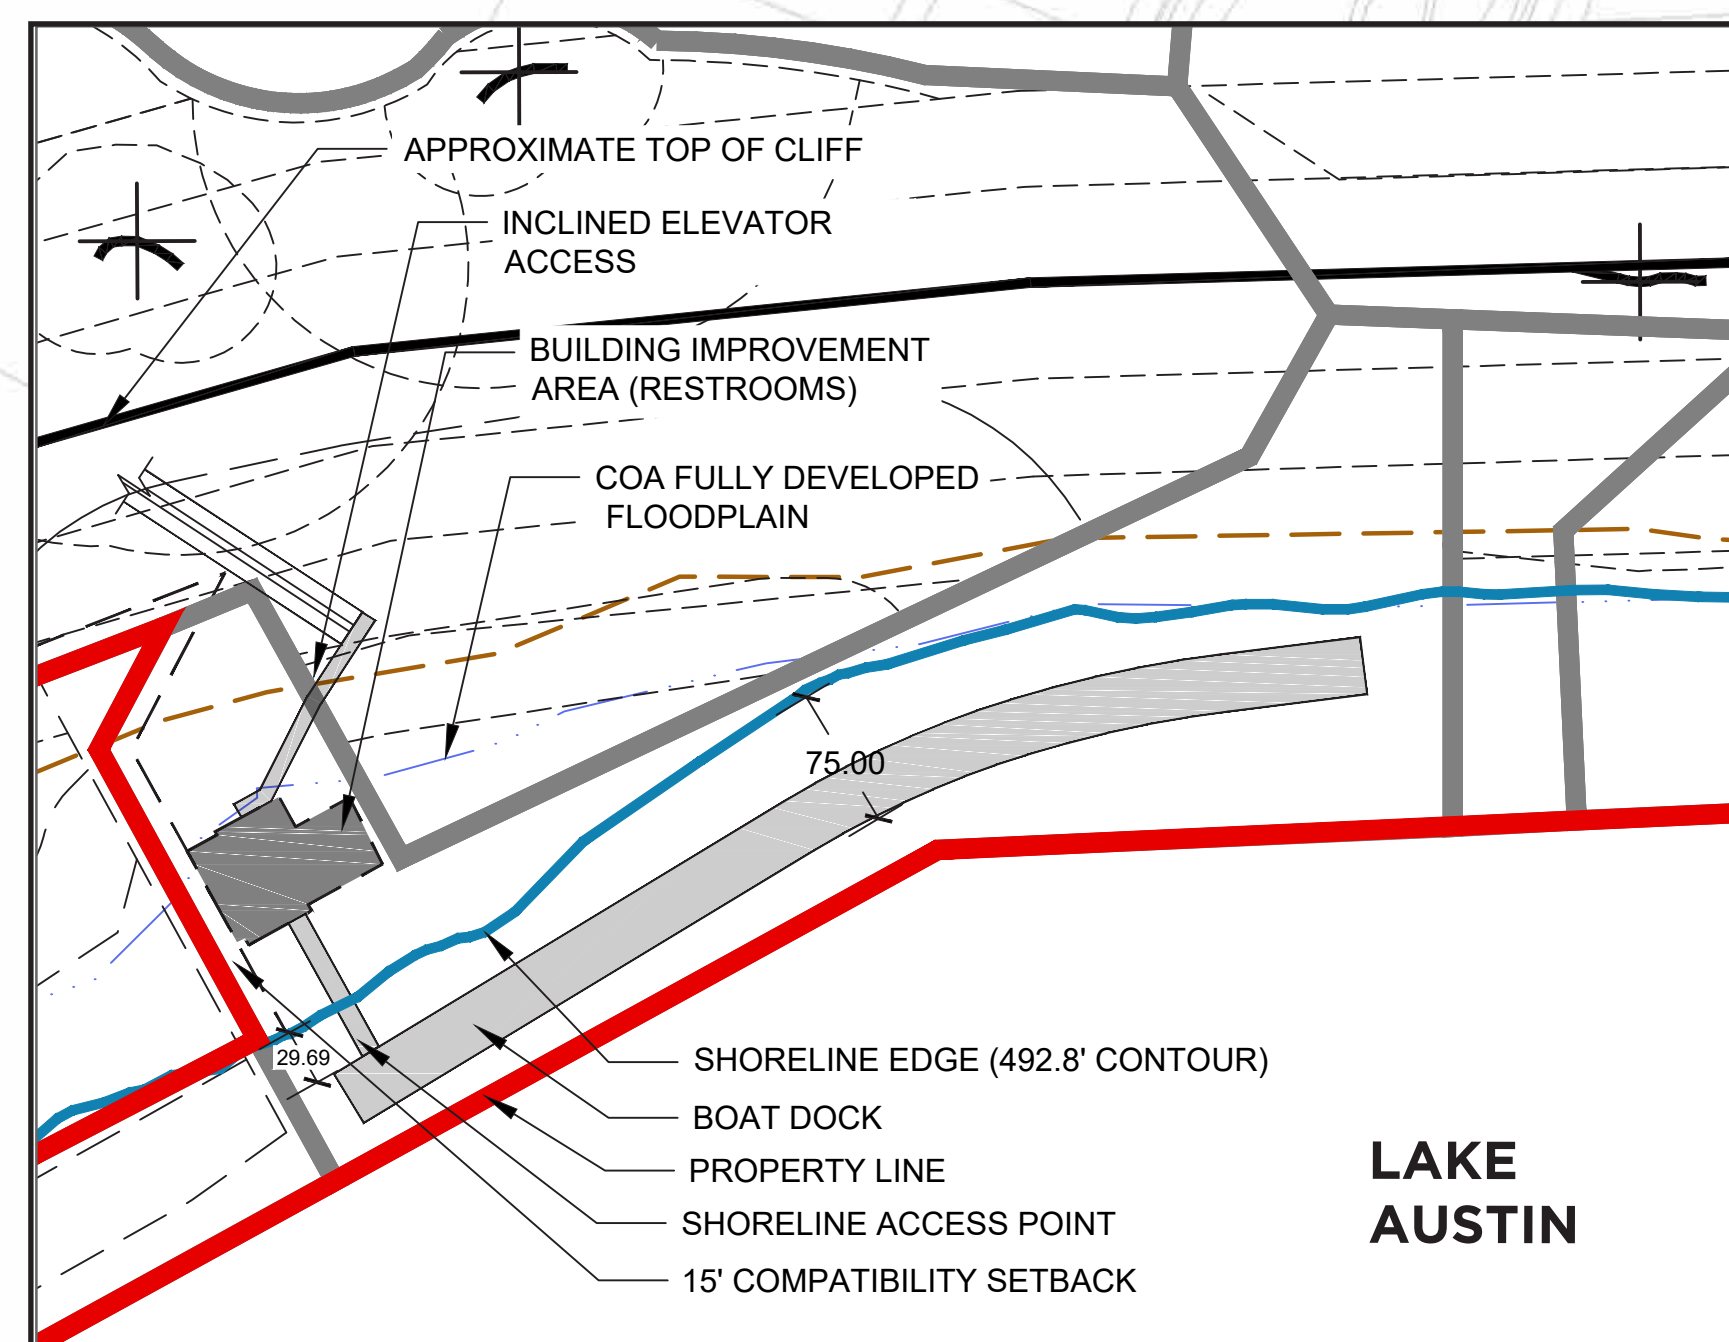 APPROXIMATE TOP OF CLIFF
INCLINED ELEVATOR
ACCESS
BUILDING IMPROVEMENT
AREA (RESTROOMS)
COA FULLY DEVELOPED
FLOODPLAIN
75.00
29.69
SHORELINE EDGE (492.8' CONTOUR)
BOAT DOCK
PROPERTY LINE
SHORELINE ACCESS POINT
15' COMPATIBILITY SETBACK
LAKE
AUSTIN